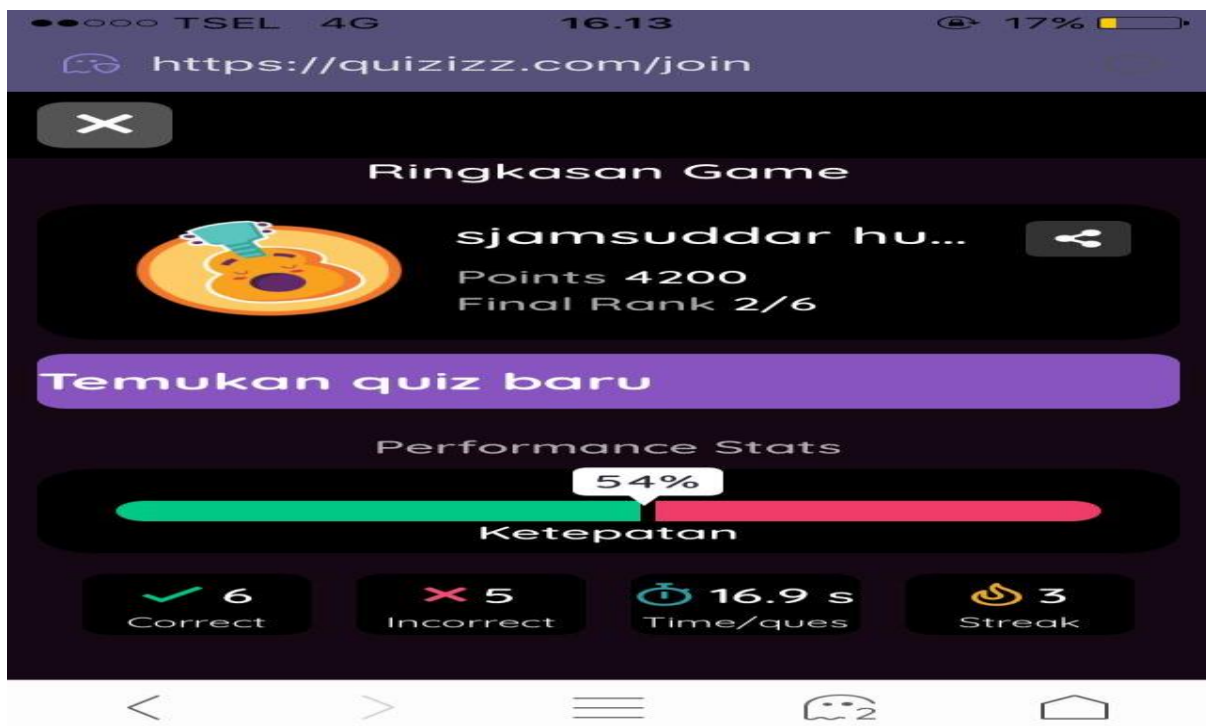 TSEL 4G 16.13 17%
https://quizizz.com/join
Ringkasan Game
sjamsuddar hu...
Points 4200
Final Rank 2/6
Temukan quiz baru
Performance Stats
54%
Ketepatan
6 5 16.9 s 3
Correct Incorrect Time/ques Streak
2